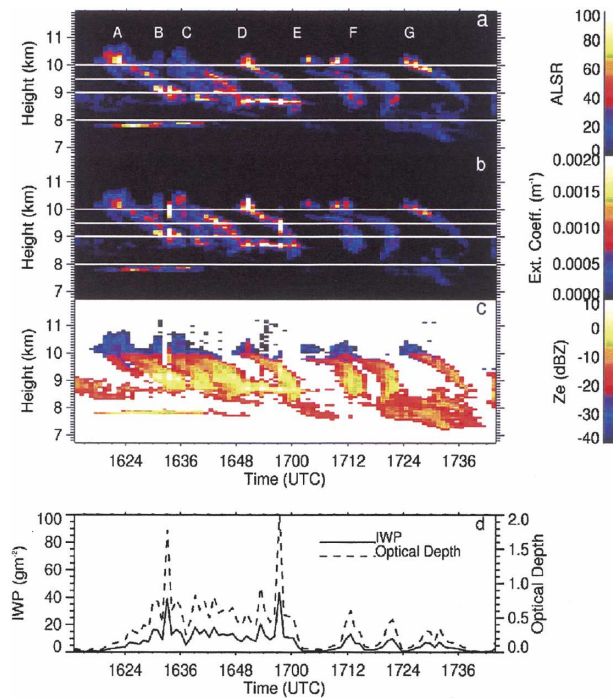 a
A B C D E F G
11
10
9
8
7
Height (km)
100
80
60
40
20
0
ALSR
b
11
10
9
8
7
Height (km)
0.0020
0.0015
0.0010
0.0005
0.0000
Ext. Coeff. (m⁻¹)
c
11
10
9
8
7
Height (km)
10
0
-10
-20
-30
-40
Ze (dBZ)
1624 1636 1648 1700 1712 1724 1736
Time (UTC)
d
IWP
Optical Depth
100
80
60
40
20
0
IWP (gm⁻²)
2.0
1.5
1.0
0.5
0.0
Optical Depth
1624 1636 1648 1700 1712 1724 1736
Time (UTC)